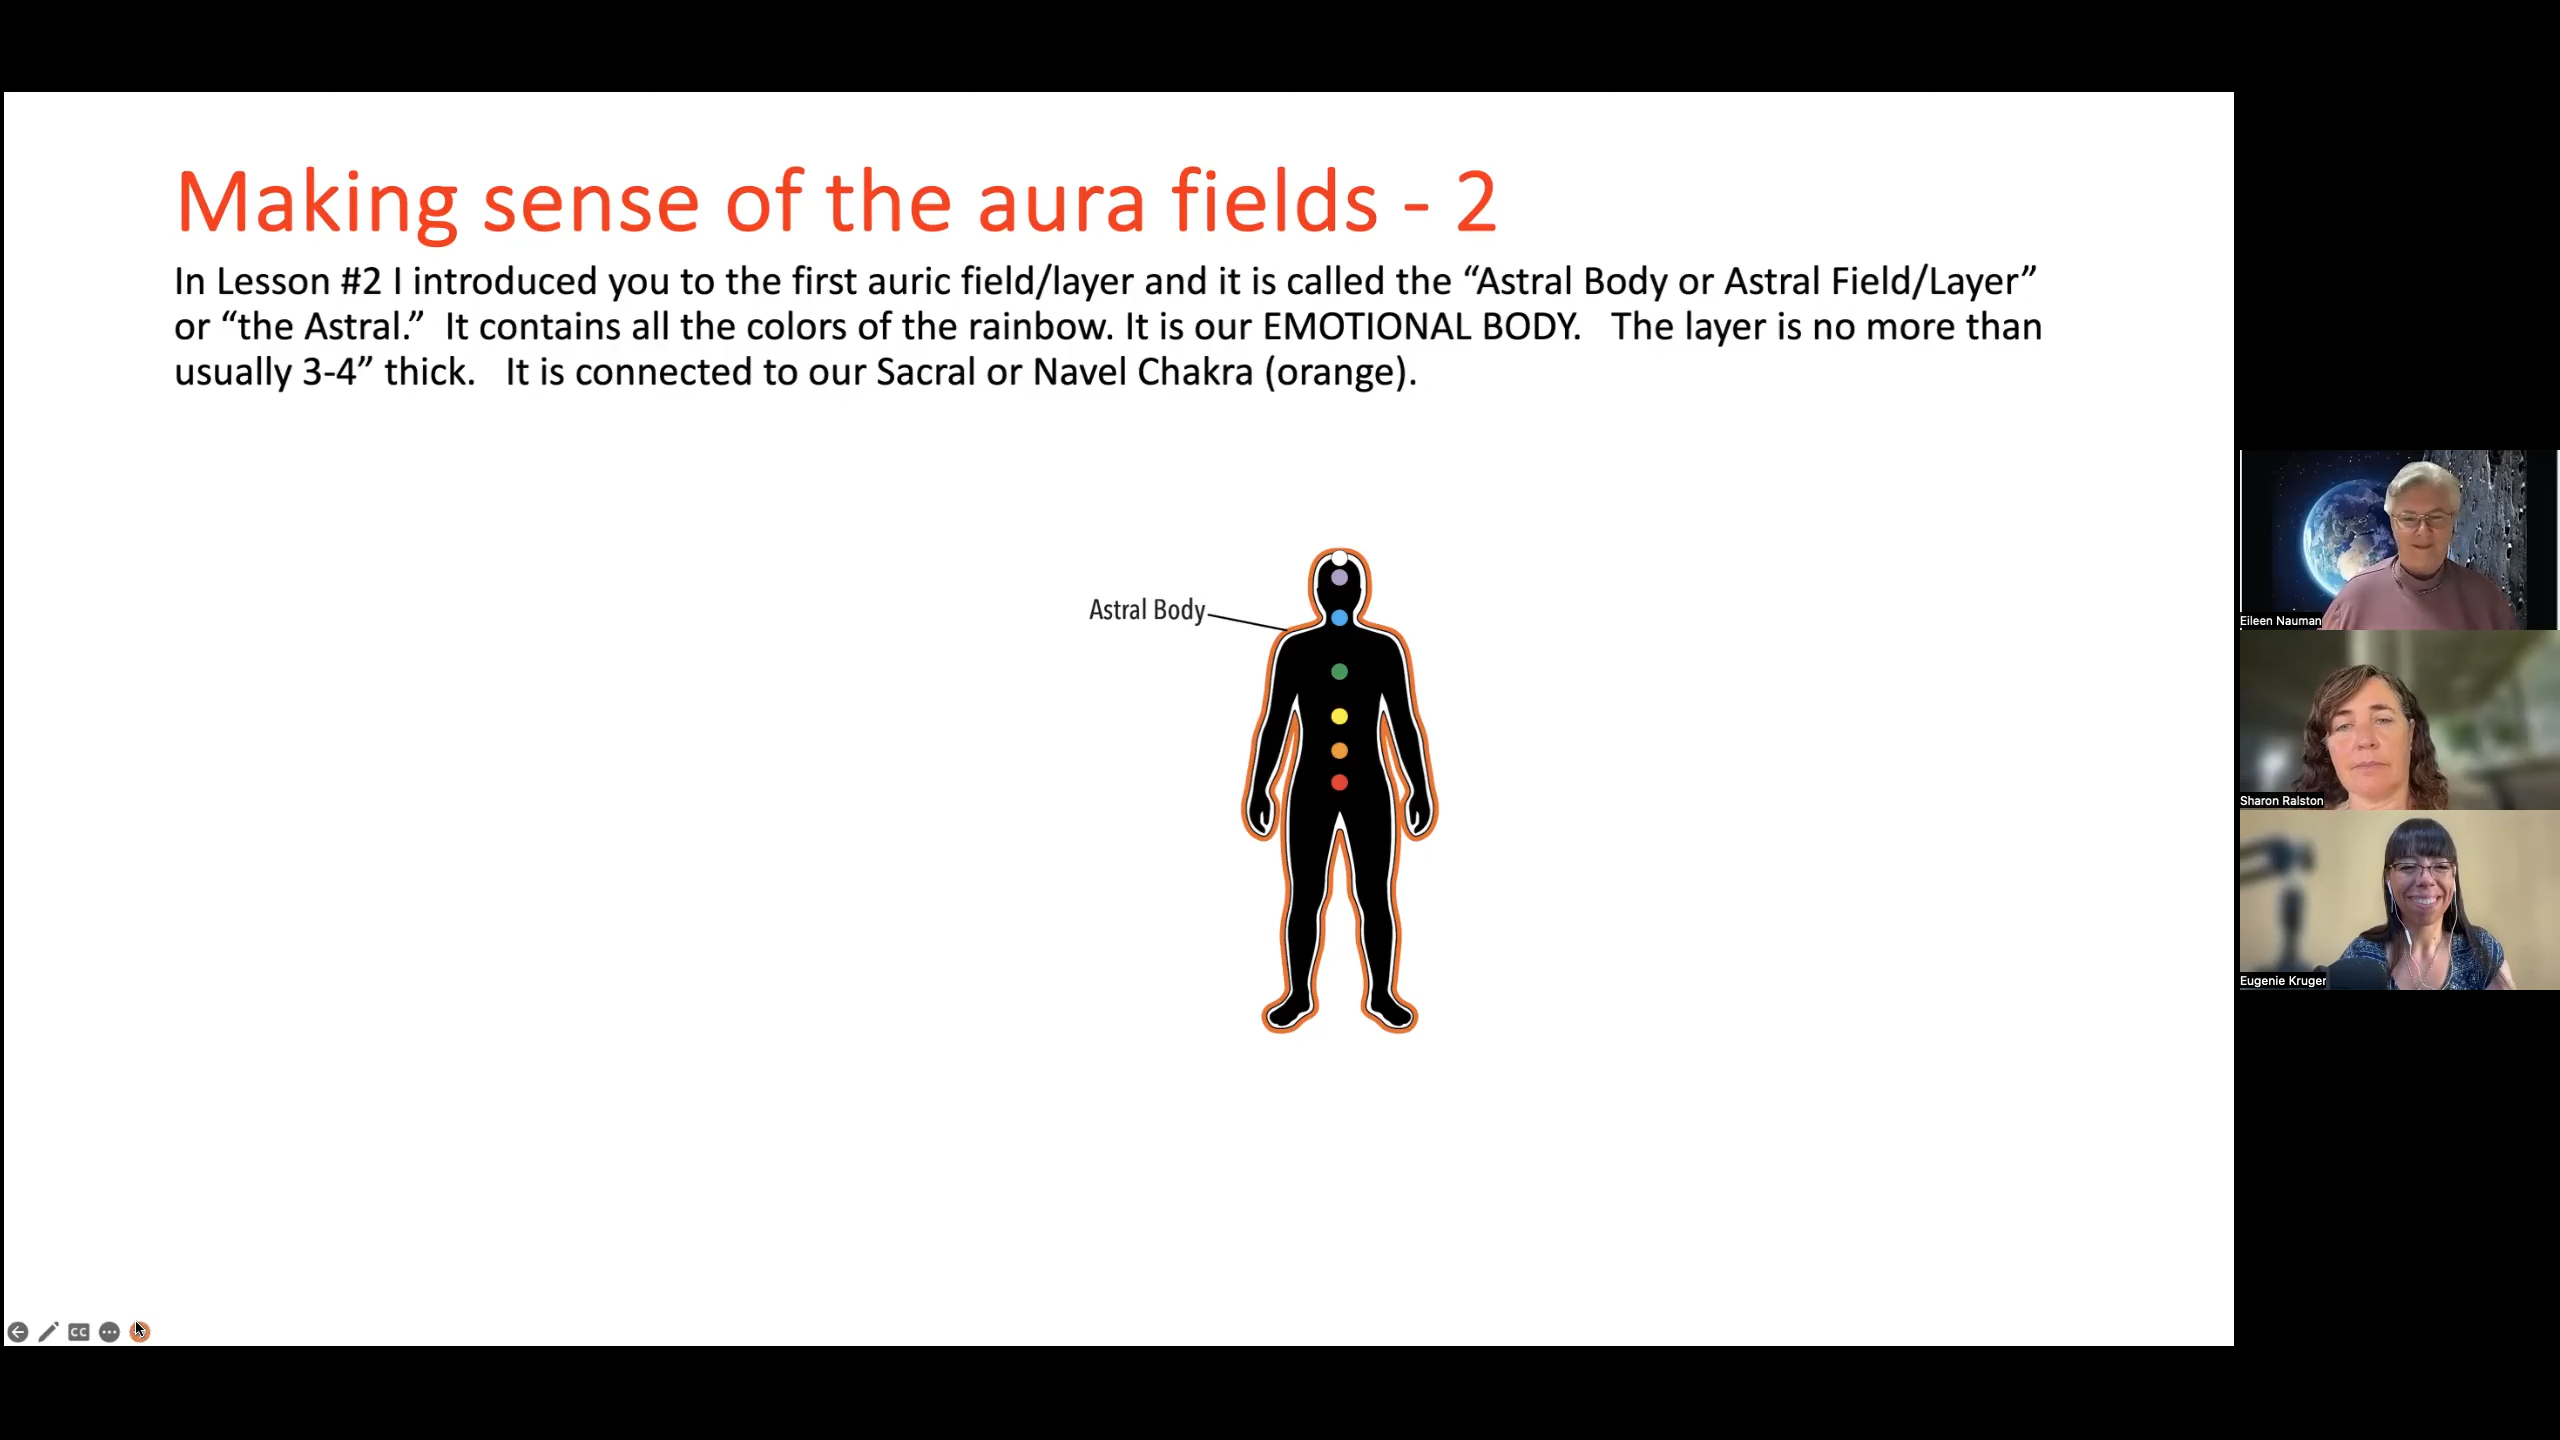 Making sense of the aura fields - 2
In Lesson #2 I introduced you to the first auric field/layer and it is called the “Astral Body or Astral Field/Layer”
or “the Astral.”  It contains all the colors of the rainbow. It is our EMOTIONAL BODY.   The layer is no more than
usually 3-4” thick.   It is connected to our Sacral or Navel Chakra (orange).
Astral Body
Eileen Nauman
Sharon Ralston
Eugenie Kruger
CC